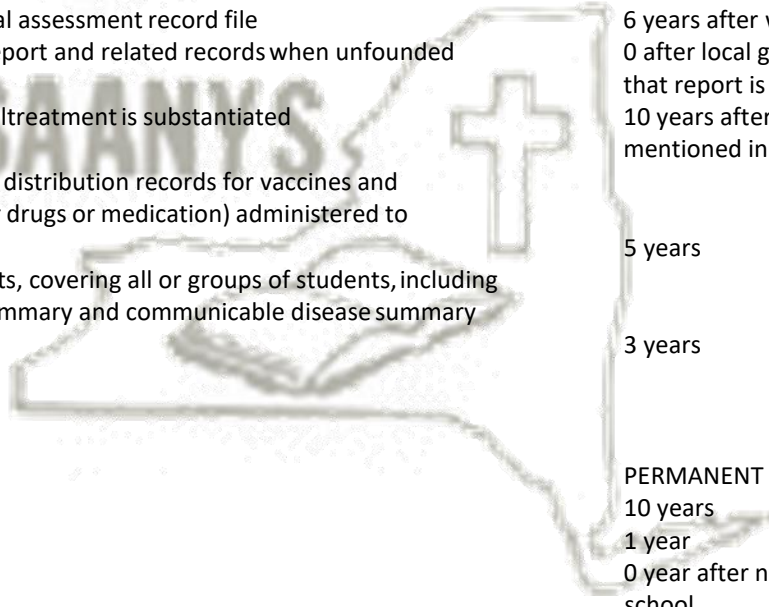 al assessment record file
eport and related records when unfounded
ltreatment is substantiated
distribution records for vaccines and
drugs or medication) administered to
ts, covering all or groups of students, including
mmary and communicable disease summary
SAANYS
6 years after
0 after local g
that report is
10 years after
mentioned in
5 years
3 years
PERMANENT
10 years
1 year
0 year after n
school